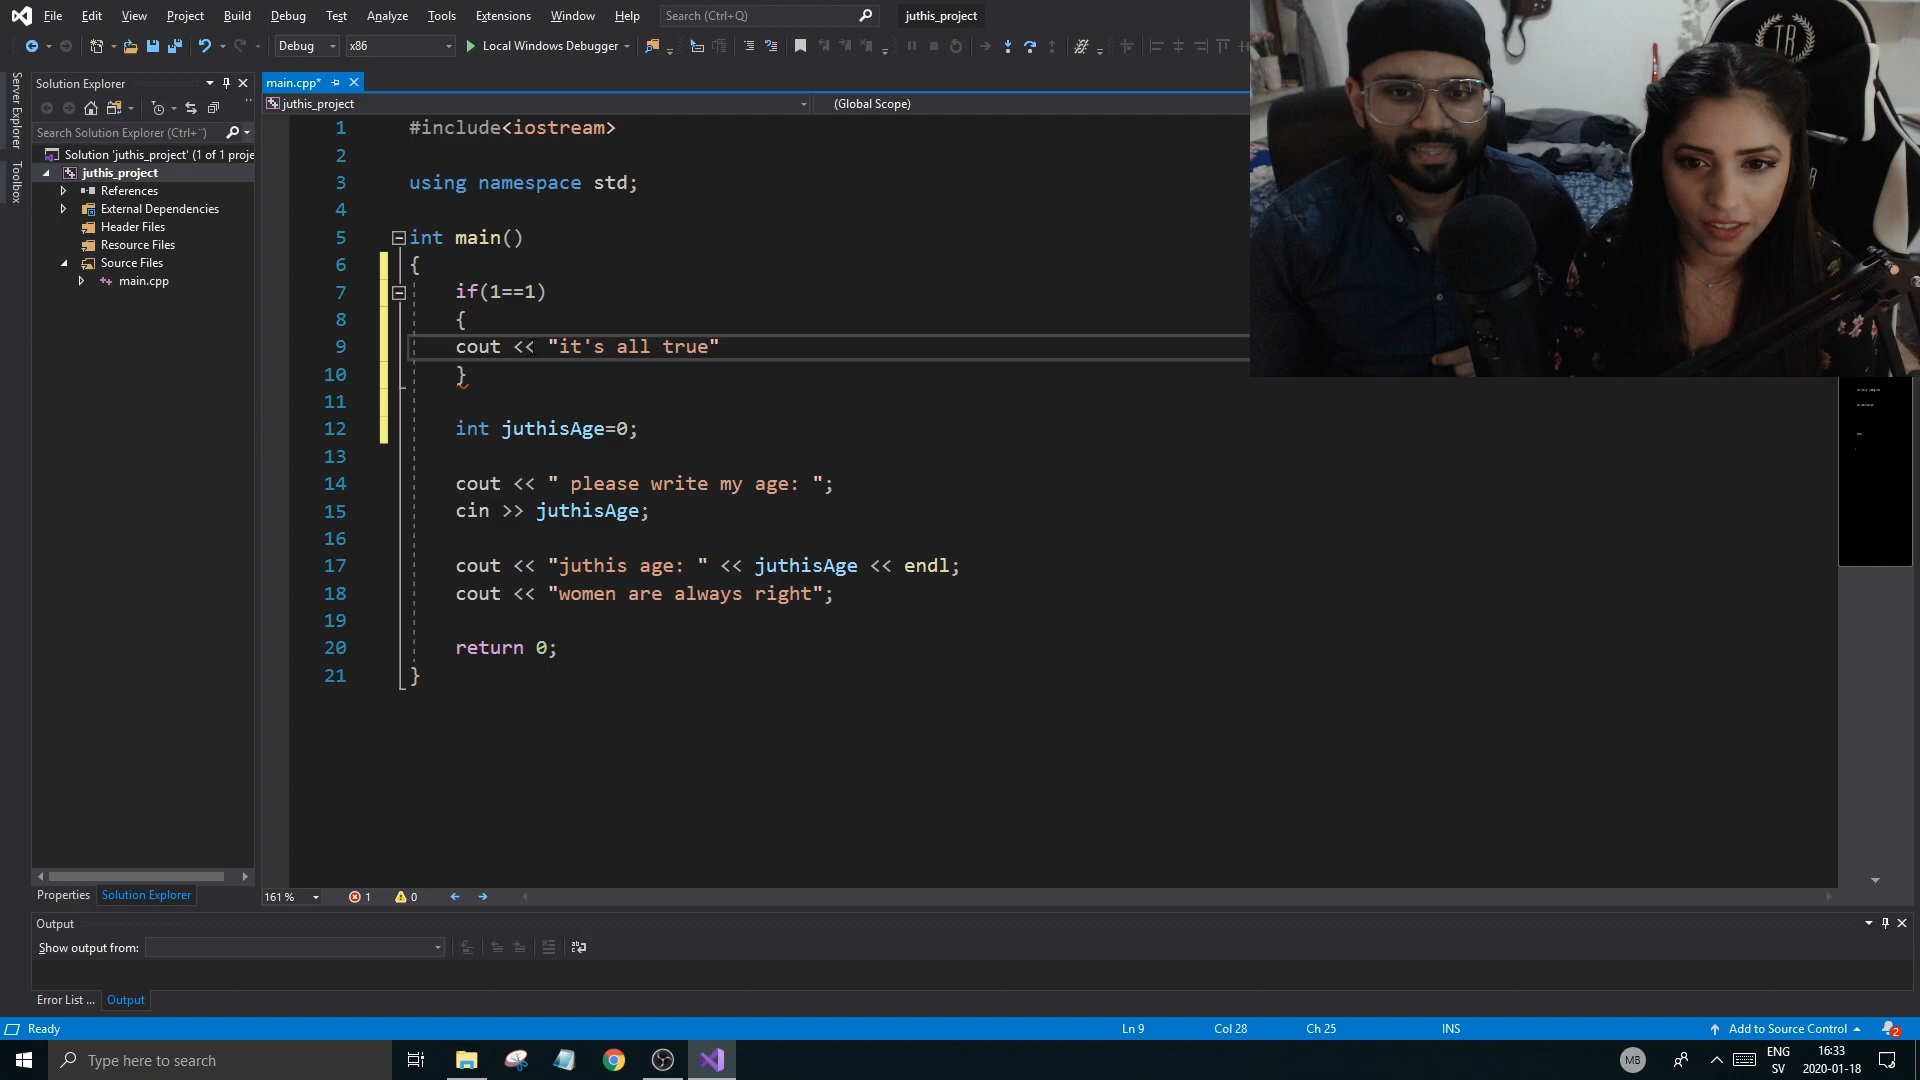 File Edit View Project Build Debug Test Analyze Tools Extensions Window Help Search (Ctrl+Q) juthis_project
Debug x86 Local Windows Debugger
Server Explorer
Toolbox
Solution Explorer
Search Solution Explorer (Ctrl+¨)
Solution 'juthis_project' (1 of 1 proje
juthis_project
References
External Dependencies
Header Files
Resource Files
Source Files
main.cpp
Properties Solution Explorer
main.cpp*
juthis_project (Global Scope)
1 #include<iostream>
2
3 using namespace std;
4
5 int main()
6 {
7 if(1==1)
8 {
9 cout << "it's all true"
10 }
11
12 int juthisAge=0;
13
14 cout << " please write my age: ";
15 cin >> juthisAge;
16
17 cout << "juthis age: " << juthisAge << endl;
18 cout << "women are always right";
19
20 return 0;
21 }
161 % 1 0
Output
Show output from:
Error List ... Output
Ready Ln 9 Col 28 Ch 25 INS Add to Source Control 2
Type here to search MB ENG SV 16:33 2020-01-18